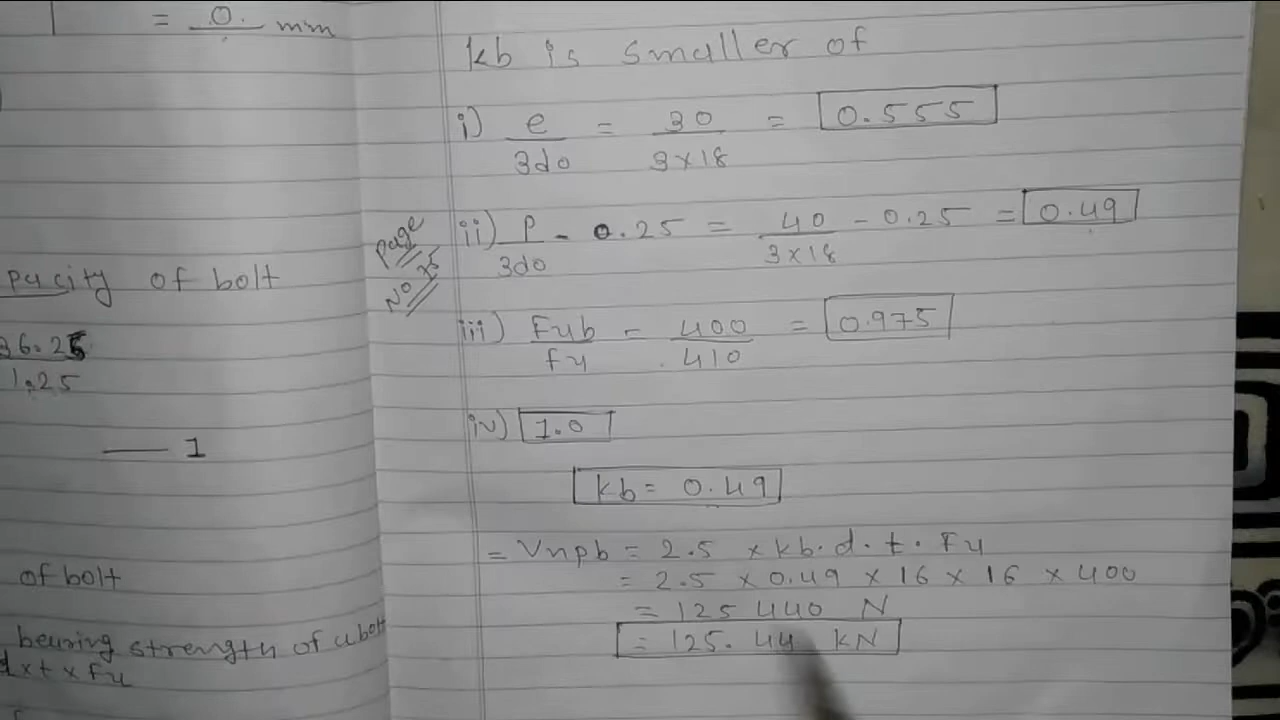 = 0. mm
pacity of bolt
36.25
1.25
1
of bolt
bearing strength of a bolt
d x t x Fu
kb is smaller of
i) e/3do = 30/3x18 = 0.555
Page No 25
ii) P/3do - 0.25 = 40/3x18 - 0.25 = 0.49
iii) Fub/fu = 400/410 = 0.975
iv) 1.0
kb = 0.49
= Vnpb = 2.5 x kb.d.t.Fu
= 2.5 x 0.49 x 16 x 16 x 400
= 125440 N
= 125.44 kN